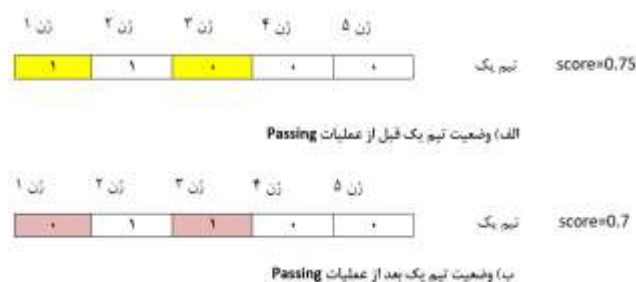 ژن ۱ ژن ۲ ژن ۳ ژن ۴ ژن ۵
۱ ۱ ۰ ۰ ۰ تیم یک score=0.75
الف) وضعیت تیم یک قبل از عملیات Passing
ژن ۱ ژن ۲ ژن ۳ ژن ۴ ژن ۵
۰ ۱ ۱ ۰ ۰ تیم یک score=0.7
ب) وضعیت تیم یک بعد از عملیات Passing